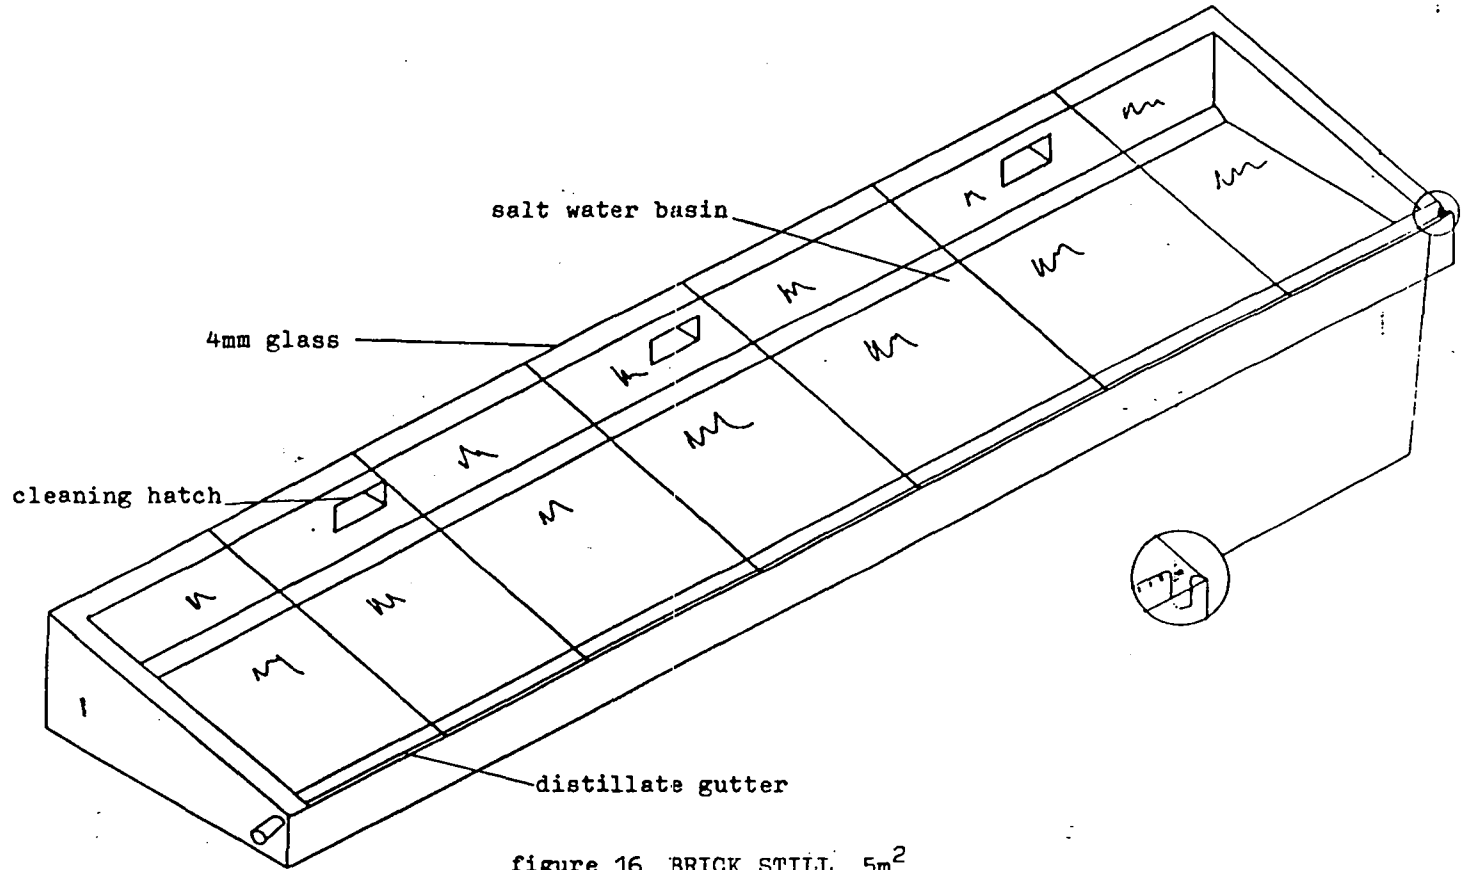 salt water basin
4mm glass
cleaning hatch
distillate gutter
figure 16 BRICK STILL 5m²